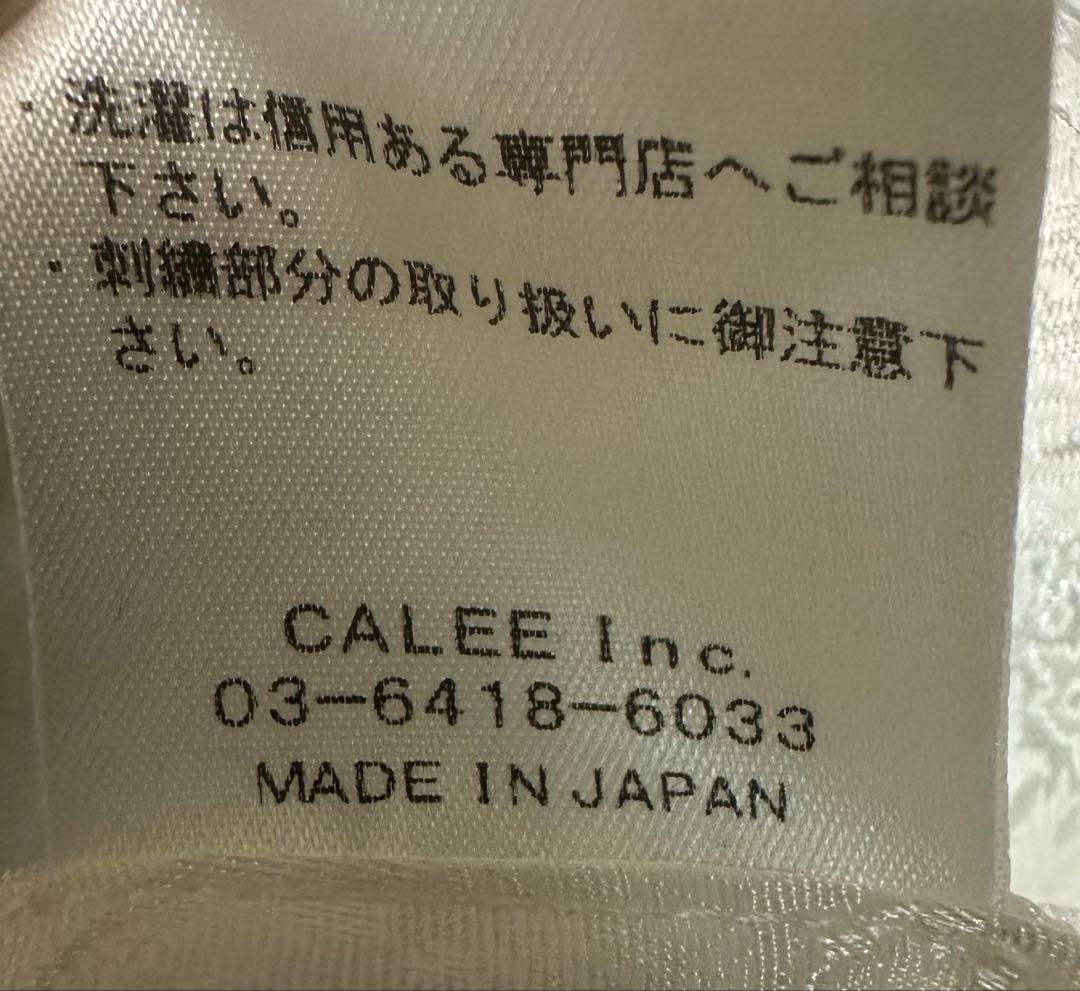 ・洗濯は信用ある専門店へご相談
下さい。
・刺繍部分の取り扱いに御注意下
さい。
CALEE Inc.
03-6418-6033
MADE IN JAPAN